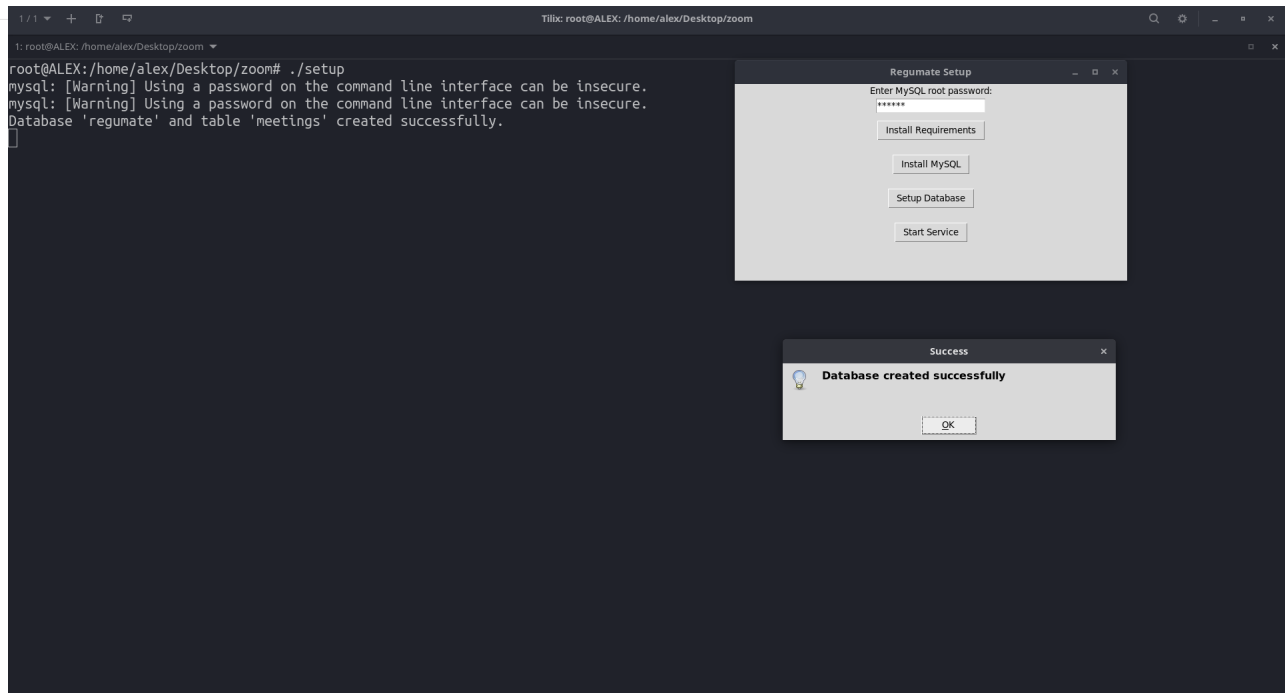 1 / 1
Tilix: root@ALEX: /home/alex/Desktop/zoom
1: root@ALEX: /home/alex/Desktop/zoom
root@ALEX:/home/alex/Desktop/zoom# ./setup
mysql: [Warning] Using a password on the command line interface can be insecure.
mysql: [Warning] Using a password on the command line interface can be insecure.
Database 'regumate' and table 'meetings' created successfully.
Regumate Setup
Enter MySQL root password:
******
Install Requirements
Install MySQL
Setup Database
Start Service
Success
Database created successfully
OK